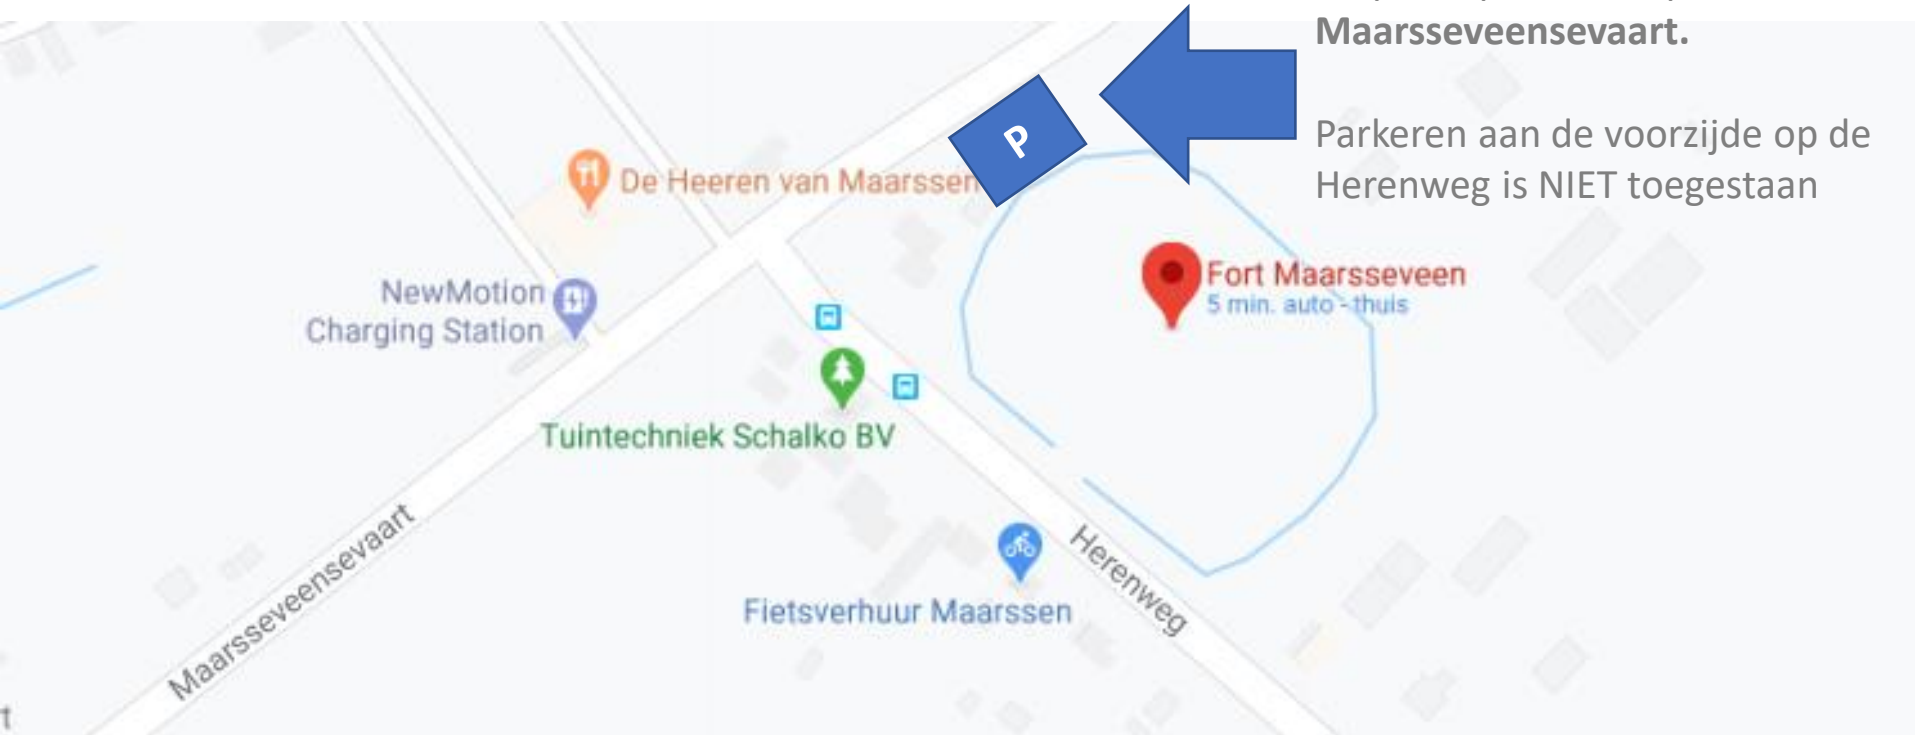 Maarsseveensevaart.
Parkeren aan de voorzijde op de
Herenweg is NIET toegestaan
P
De Heeren van Maarssen
NewMotion
Charging Station
Fort Maarsseveen
5 min. auto - thuis
Tuintechniek Schalko BV
Maarsseveensevaart
Herenweg
Fietsverhuur Maarssen